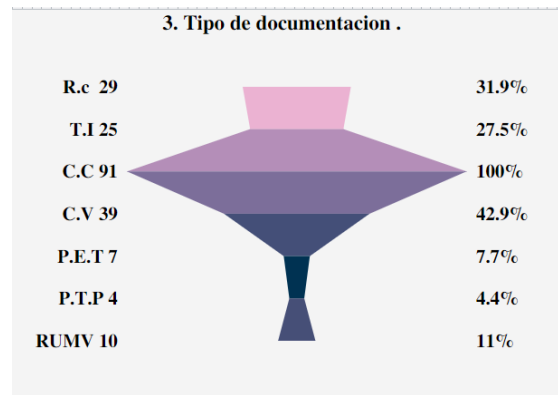 3. Tipo de documentacion .
R.c 29 31.9%
T.I 25 27.5%
C.C 91 100%
C.V 39 42.9%
P.E.T 7 7.7%
P.T.P 4 4.4%
RUMV 10 11%